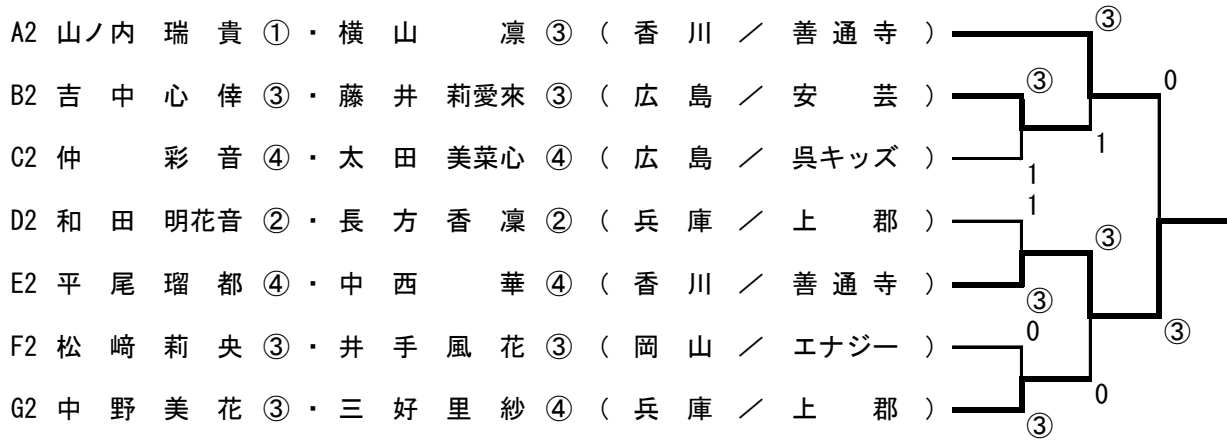 A2 山ノ内 瑞貴 ① ・ 横山 凛 ③ ( 香川 / 善通寺 ) ③
B2 吉中心倖 ③ ・ 藤井莉愛來 ③ ( 広島 / 安芸 ) ③ 0
C2 仲 彩音 ④ ・ 太田美菜心 ④ ( 広島 / 呉キッズ ) 1 1
D2 和田明花音 ② ・ 長方香凜 ② ( 兵庫 / 上郡 ) 1 ③
E2 平尾瑠都 ④ ・ 中西 華 ④ ( 香川 / 善通寺 ) ③
F2 松﨑莉央 ③ ・ 井手風花 ③ ( 岡山 / エナジー ) 0 ③
G2 中野美花 ③ ・ 三好里紗 ④ ( 兵庫 / 上郡 ) ③ 0